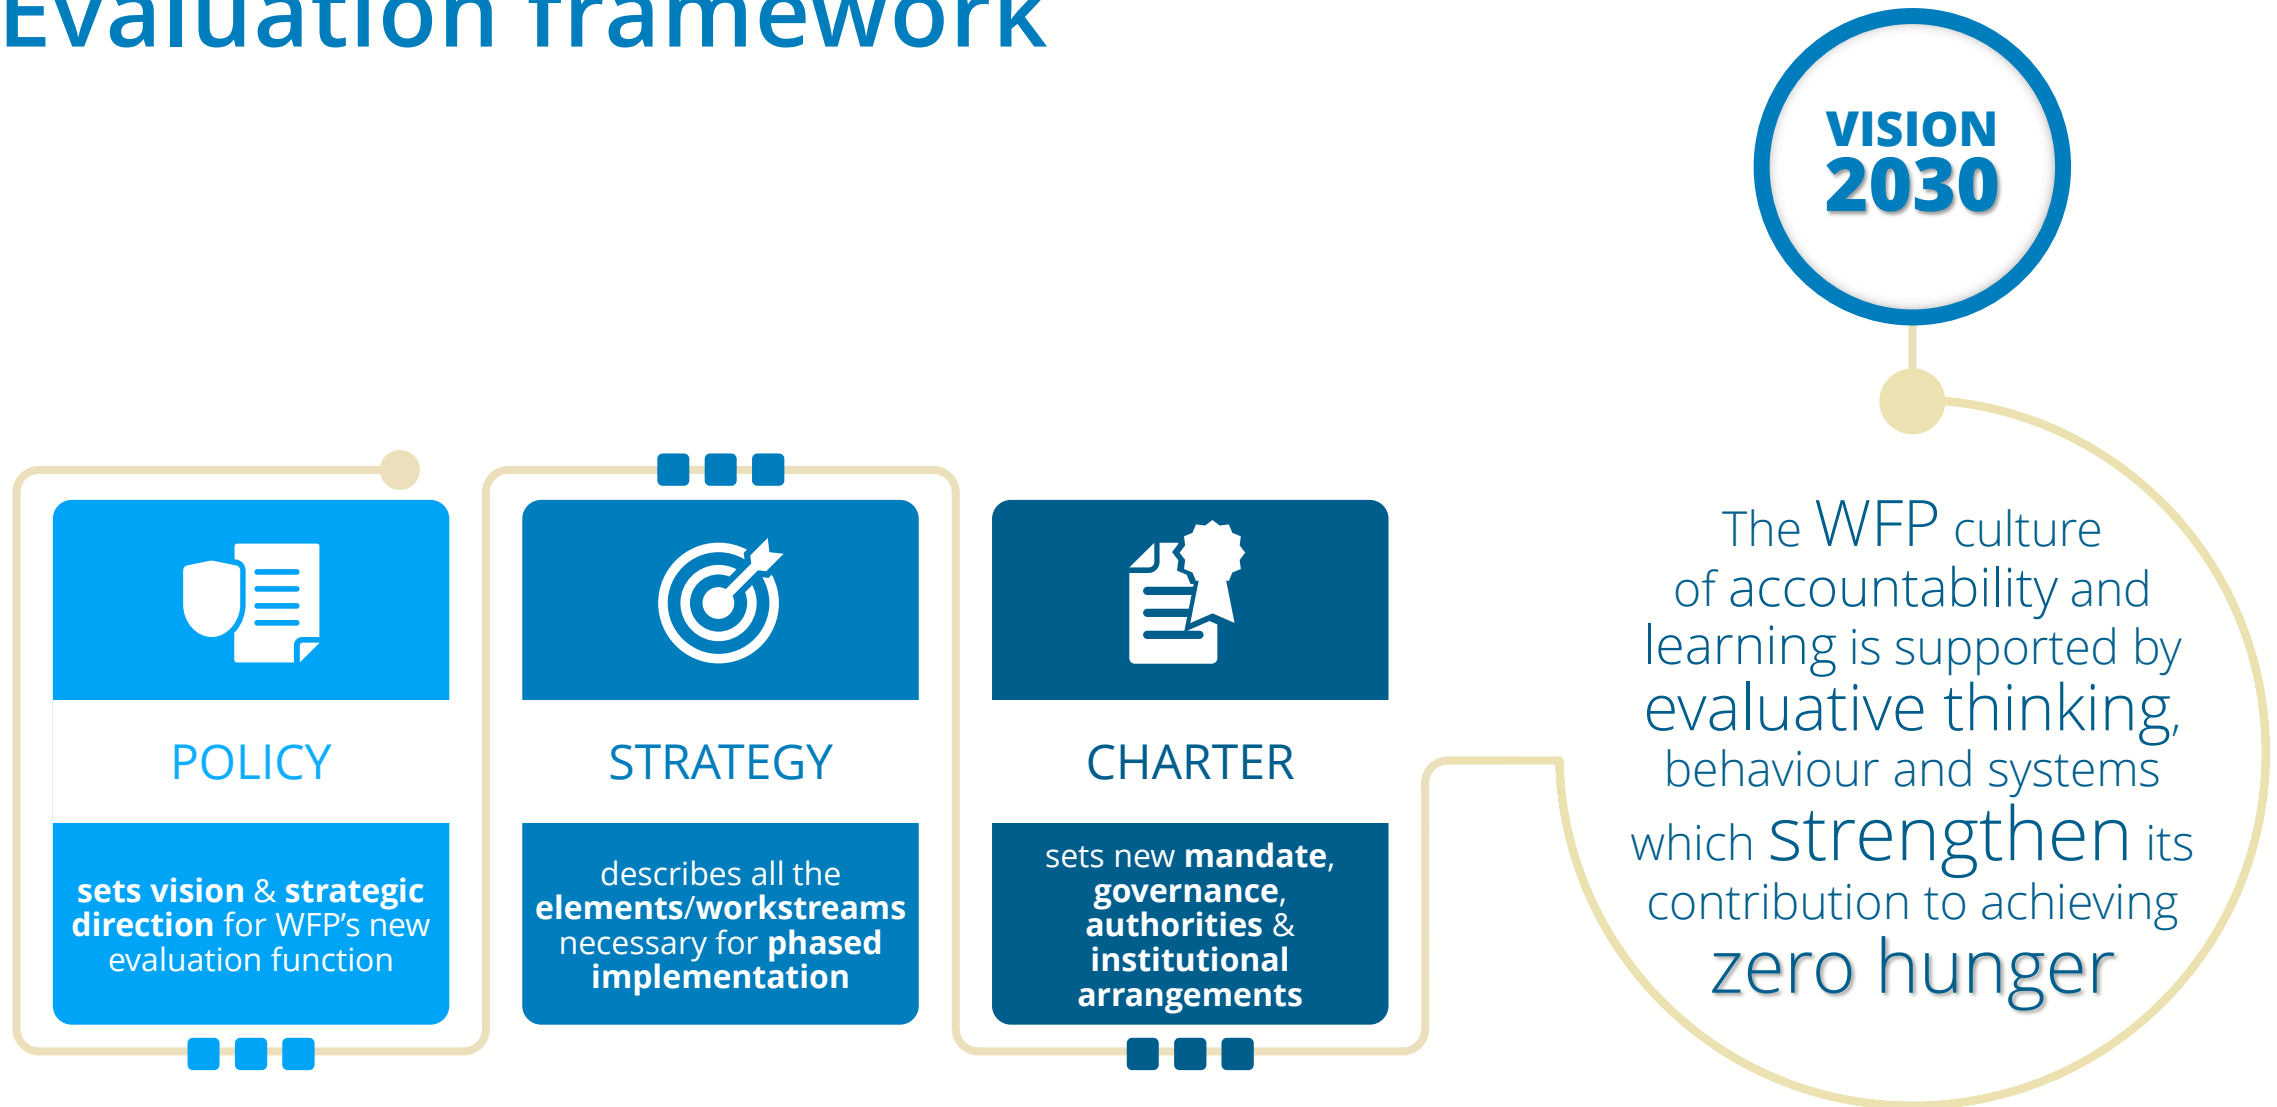 Evaluation framework
VISION
2030
POLICY
sets vision & strategic
direction for WFP's new
evaluation function
STRATEGY
describes all the
elements/workstreams
necessary for phased
implementation
CHARTER
sets new mandate,
governance,
authorities &
institutional
arrangements
The WFP culture
of accountability and
learning is supported by
evaluative thinking,
behaviour and systems
which strengthen its
contribution to achieving
zero hunger